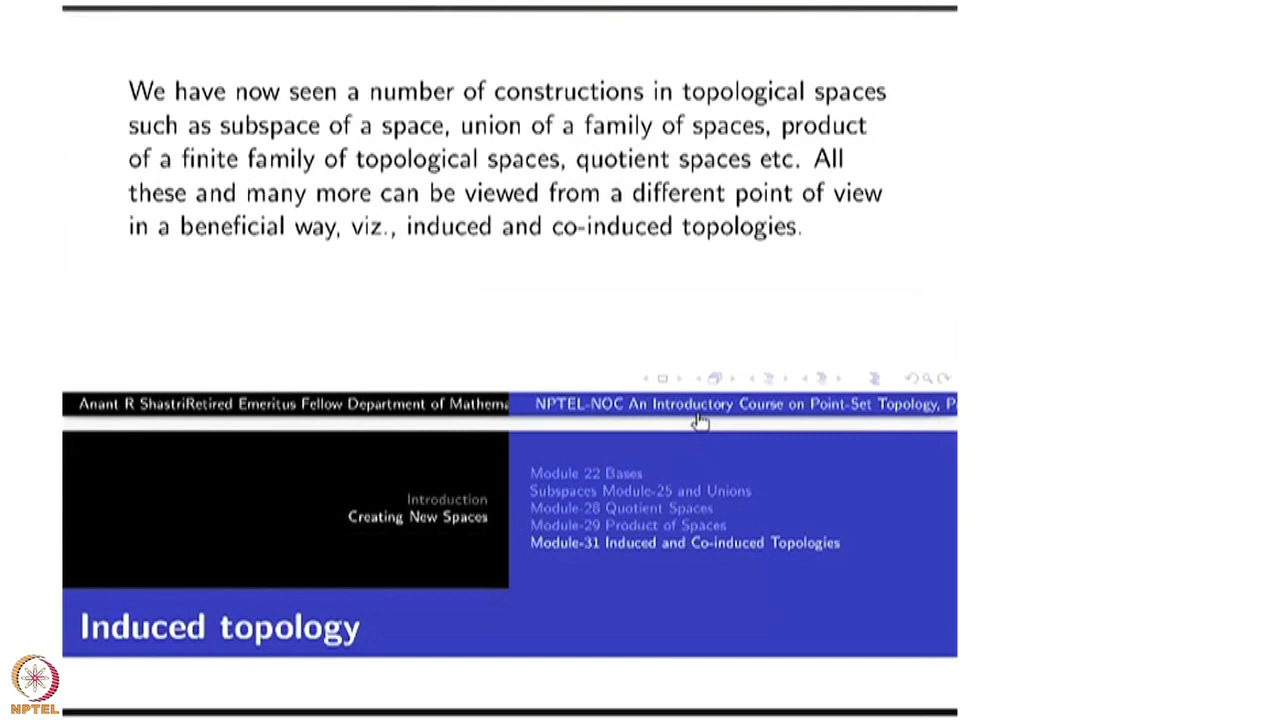 We have now seen a number of constructions in topological spaces
such as subspace of a space, union of a family of spaces, product
of a finite family of topological spaces, quotient spaces etc. All
these and many more can be viewed from a different point of view
in a beneficial way, viz., induced and co-induced topologies.
Anant R ShastriRetired Emeritus Fellow Department of Mathema
NPTEL-NOC An Introductory Course on Point-Set Topology, P
Introduction
Creating New Spaces
Module 22 Bases
Subspaces Module-25 and Unions
Module-28 Quotient Spaces
Module-29 Product of Spaces
Module-31 Induced and Co-induced Topologies
Induced topology
NPTEL